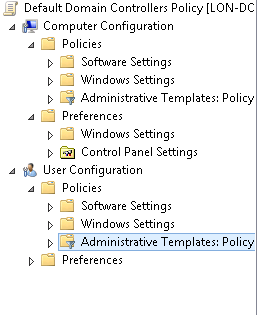 Default Domain Controllers Policy [LON-DC
Computer Configuration
Policies
Software Settings
Windows Settings
Administrative Templates: Policy
Preferences
Windows Settings
Control Panel Settings
User Configuration
Policies
Software Settings
Windows Settings
Administrative Templates: Policy
Preferences